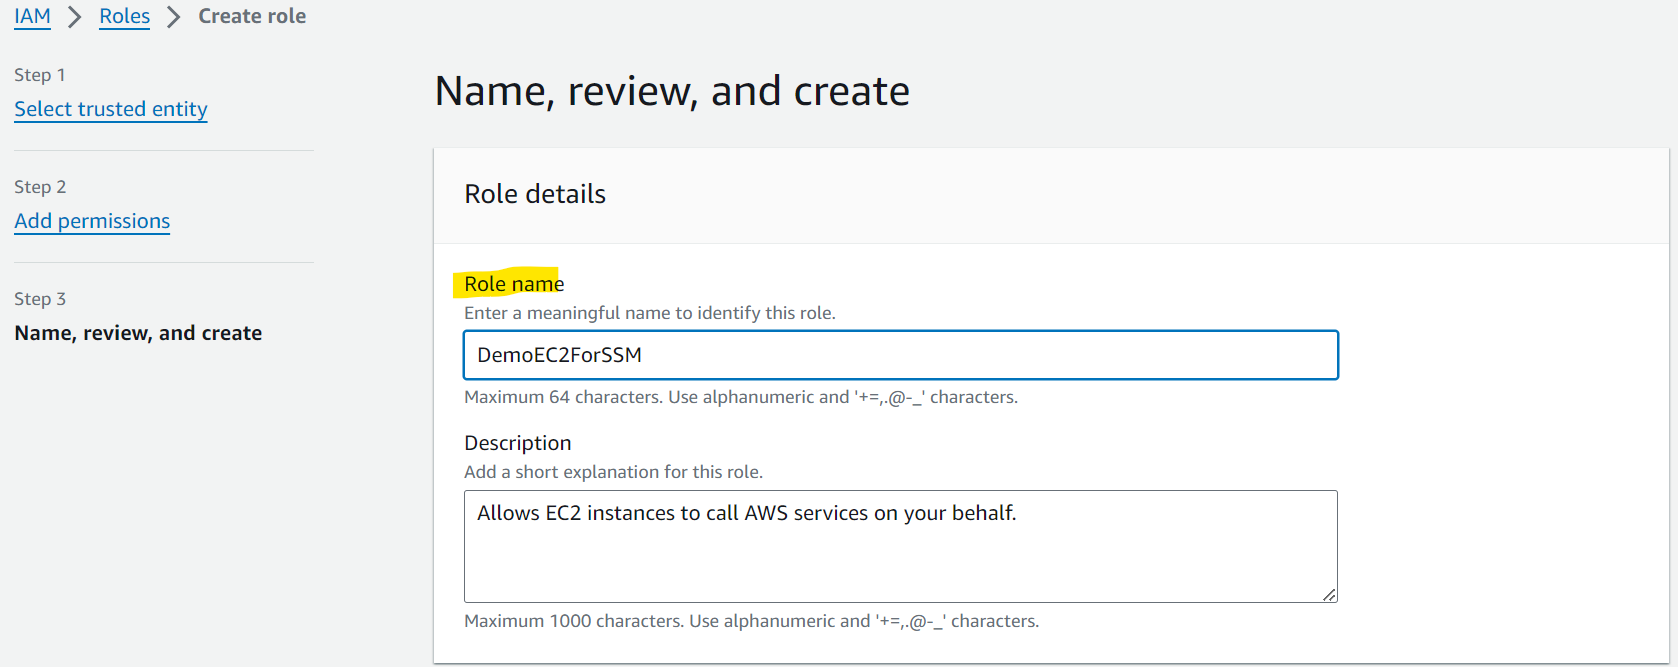 IAM > Roles > Create role
Step 1
Select trusted entity
Step 2
Add permissions
Step 3
Name, review, and create
Name, review, and create
Role details
Role name
Enter a meaningful name to identify this role.
DemoEC2ForSSM
Maximum 64 characters. Use alphanumeric and '+=,.@-_' characters.
Description
Add a short explanation for this role.
Allows EC2 instances to call AWS services on your behalf.
Maximum 1000 characters. Use alphanumeric and '+=,.@-_' characters.